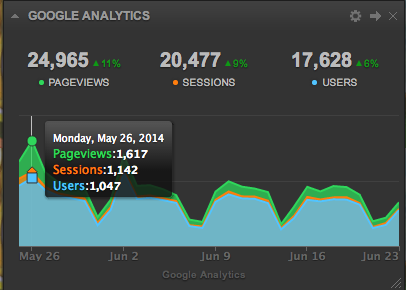 GOOGLE ANALYTICS
24,965 11% 20,477 9% 17,628 6%
PAGEVIEWS SESSIONS USERS
Monday, May 26, 2014
Pageviews:1,617
Sessions:1,142
Users:1,047
May 26 Jun 2 Jun 9 Jun 16 Jun 23
Google Analytics